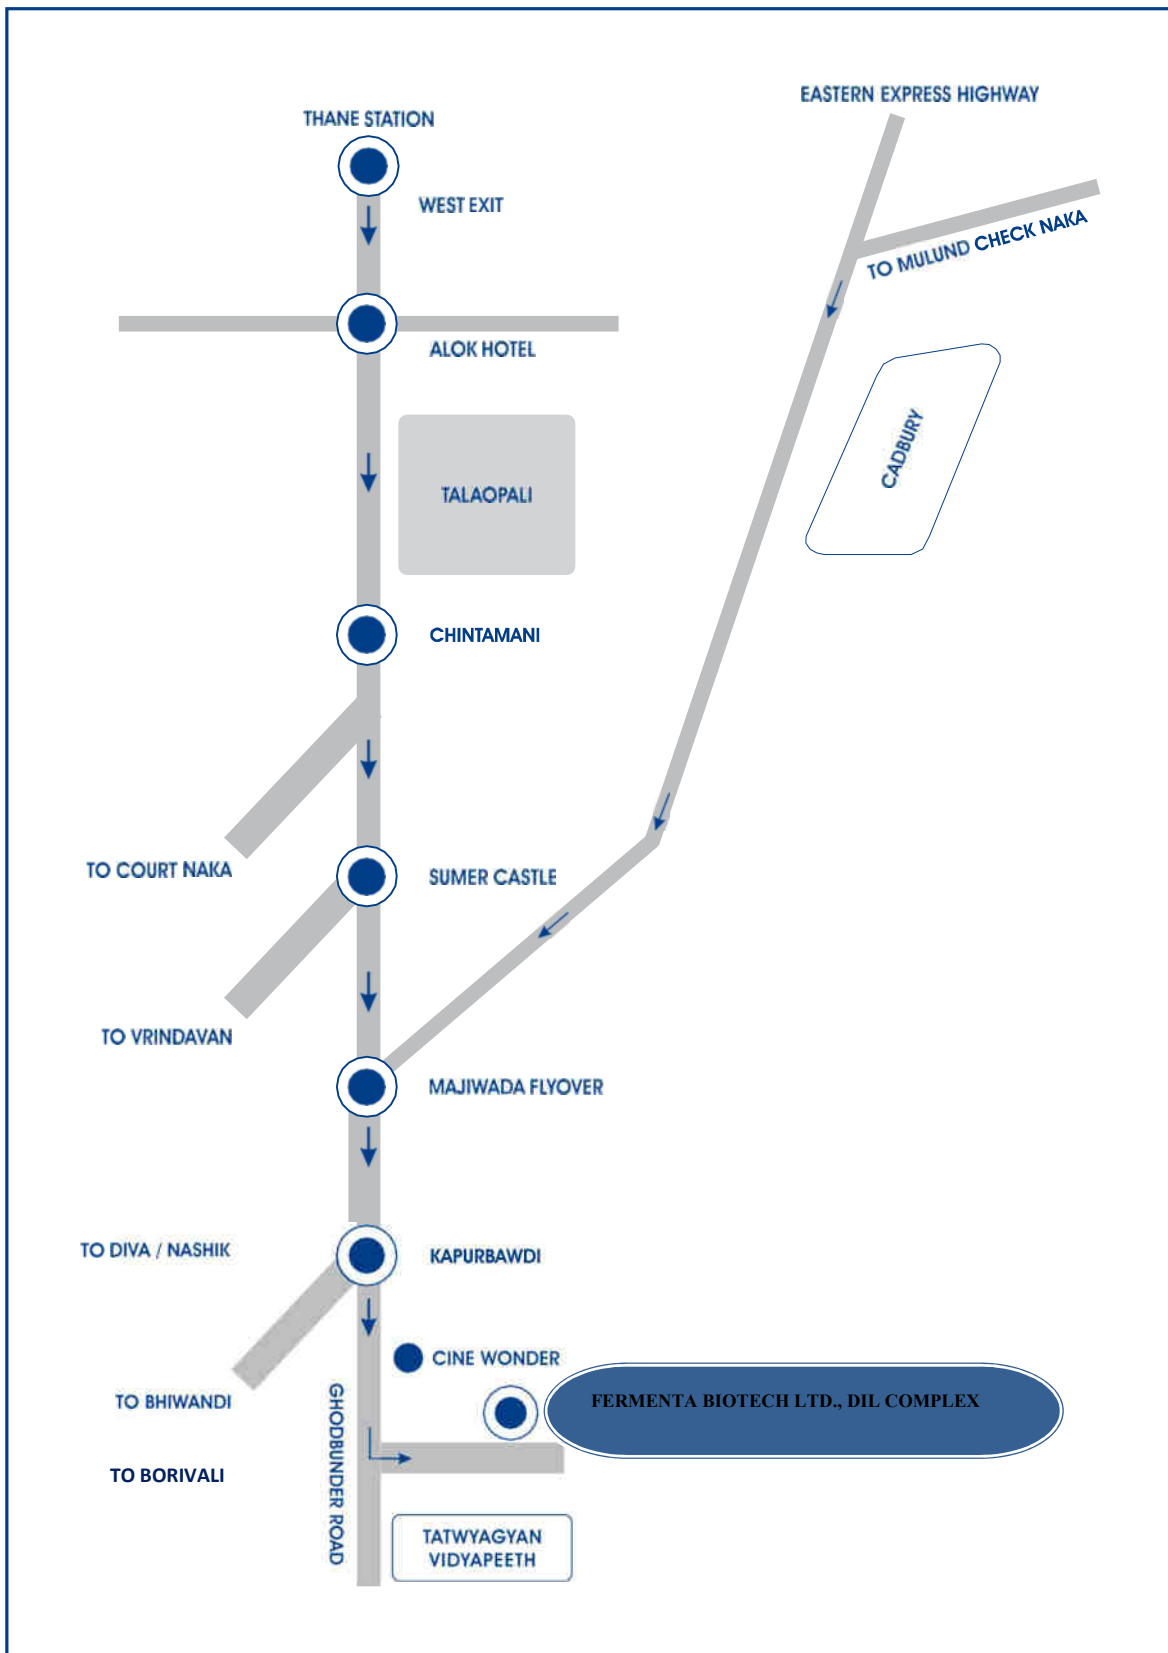 EASTERN EXPRESS HIGHWAY
THANE STATION
WEST EXIT
TO MULUND CHECK NAKA
ALOK HOTEL
CADBURY
TALAOPALI
CHINTAMANI
TO COURT NAKA
SUMER CASTLE
TO VRINDAVAN
MAJIWADA FLYOVER
TO DIVA / NASHIK
KAPURBAWDI
CINE WONDER
TO BHIWANDI
FERMENTA BIOTECH LTD., DIL COMPLEX
GHODBUNDER ROAD
TO BORIVALI
TATWYAGYAN
VIDYAPEETH